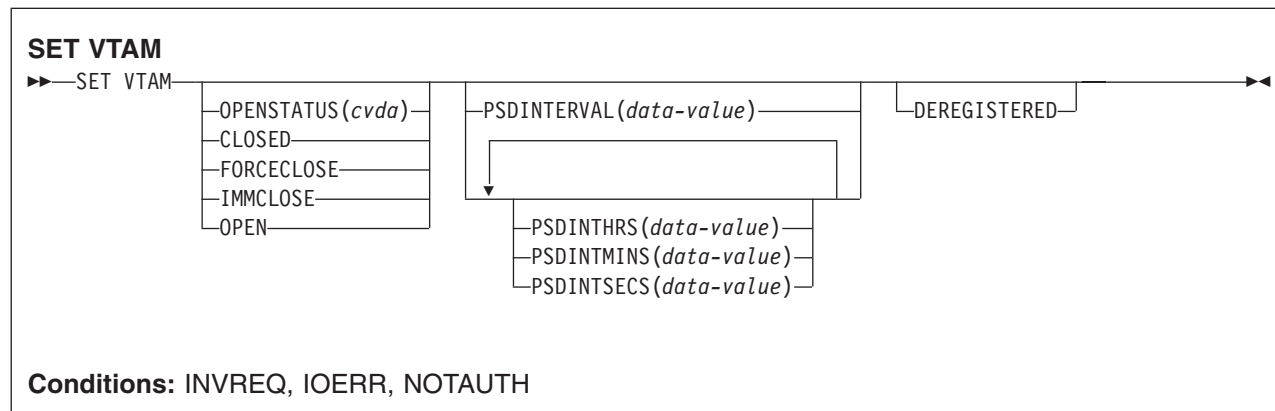 SET VTAM
SET VTAM
OPENSTATUS(cvda) PSDINTERVAL(data-value) DEREGISTERED
CLOSED
FORCECLOSE
IMMCLOSE
OPEN PSDINTHRS(data-value)
PSDINTMINS(data-value)
PSDINTSECS(data-value)
Conditions: INVREQ, IOERR, NOTAUTH